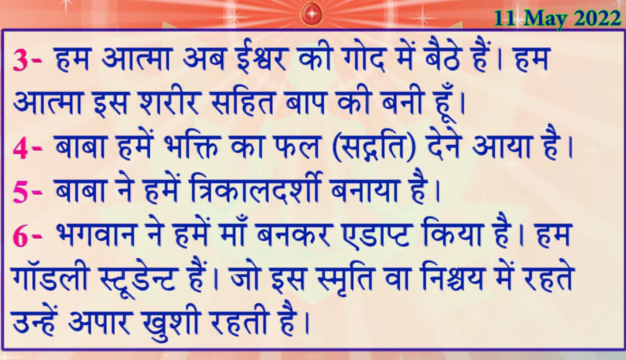 11 May 2022
3- हम आत्मा अब ईश्वर की गोद में बैठे हैं। हम
आत्मा इस शरीर सहित बाप की बनी हूँ।
4- बाबा हमें भक्ति का फल (सद्गति) देने आया है।
5- बाबा ने हमें त्रिकालदर्शी बनाया है।
6- भगवान ने हमें माँ बनकर एडाप्ट किया है। हम
गॉडली स्टूडेन्ट हैं। जो इस स्मृति वा निश्चय में रहते
उन्हें अपार खुशी रहती है।